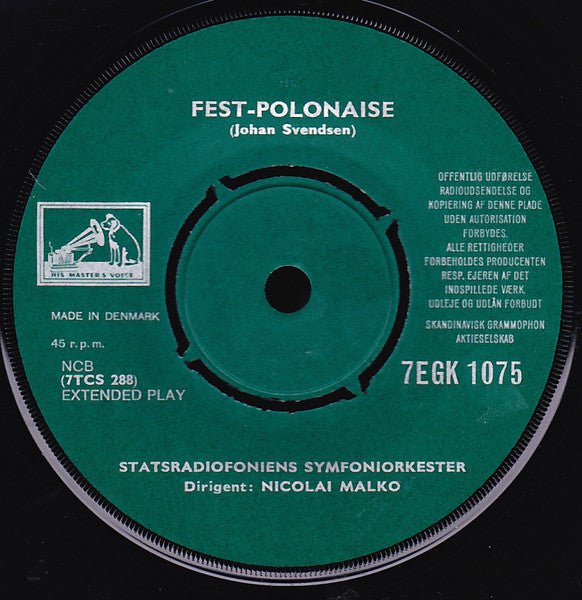 FEST-POLONAISE
(Johan Svendsen)
OFFENTLIG UDFØRELSE
RADIOUDSENDELSE OG
KOPIERING AF DENNE PLADE
UDEN AUTORISATION
FORBYDES.
ALLE RETTIGHEDER
FORBEHOLDES PRODUCENTEN
RESP. EJEREN AF DET
INDSPILLEDE VÆRK.
UDLEJE OG UDLÅN FORBUDT
SKANDINAVISK GRAMMOPHON
AKTIESELSKAB
HIS MASTER'S VOICE
MADE IN DENMARK
45 r.p.m.
NCB
(7TCS 288)
EXTENDED PLAY
7EGK 1075
STATSRADIOFONIENS SYMFONIORKESTER
Dirigent: NICOLAI MALKO